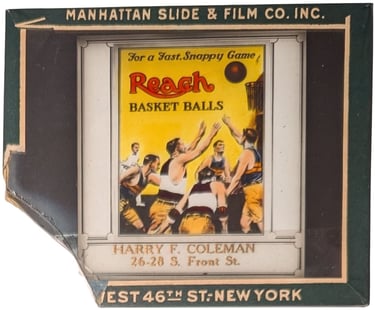 MANHATTAN SLIDE & FILM CO. INC.
For a Fast, Snappy Game
Reach
BASKET BALLS
HARRY F. COLEMAN
26-28 S. Front St.
WEST 46TH ST.-NEW YORK